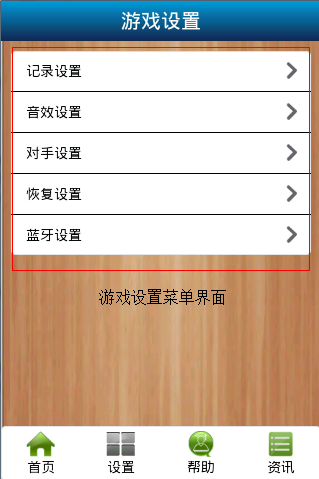 游戏设置
记录设置
音效设置
对手设置
恢复设置
蓝牙设置
游戏设置菜单界面
首页 设置 帮助 资讯